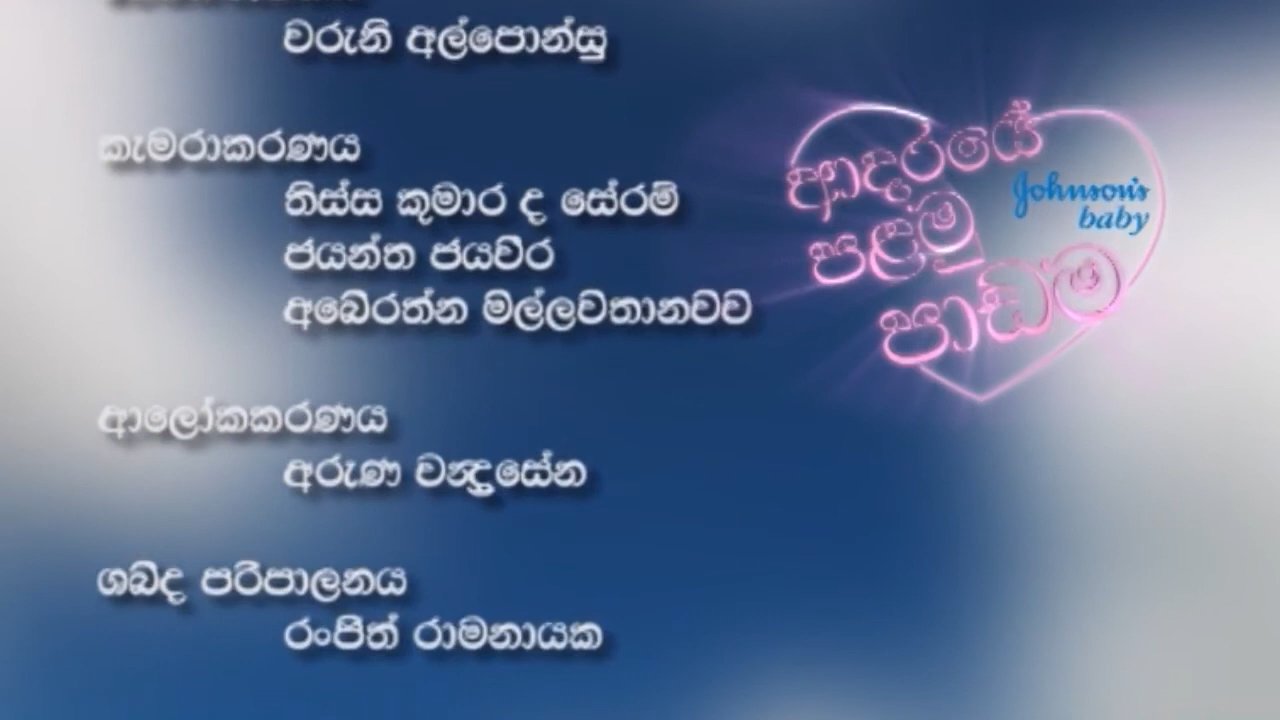 වරුනි අල්පොන්සු
කැමරාකරණය
තිස්ස කුමාර ද සේරම්
ජයන්ත ජයවීර
අබේරත්න මල්ලවතානවව
ආලෝකකරණය
අරුණ චන්ද්‍රසේන
ශබ්ද පරිපාලනය
රංජිත් රාමනායක
ආදරයේ
පළමු
පාඩම
Johnson's
baby